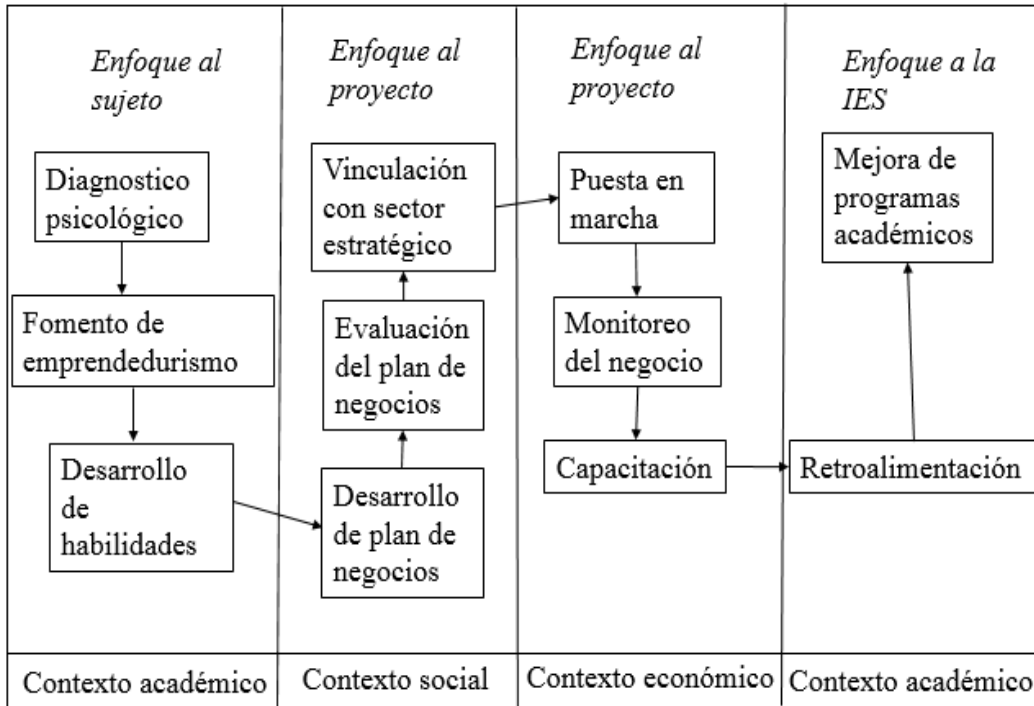 Enfoque al
sujeto
Diagnostico
psicológico
Fomento de
emprendedurismo
Desarrollo
de
habilidades
Contexto académico
Enfoque al
proyecto
Vinculación
con sector
estratégico
Evaluación
del plan de
negocios
Desarrollo
de plan de
negocios
Contexto social
Enfoque al
proyecto
Puesta en
marcha
Monitoreo
del negocio
Capacitación
Contexto económico
Enfoque a la
IES
Mejora de
programas
académicos
Retroalimentación
Contexto académico